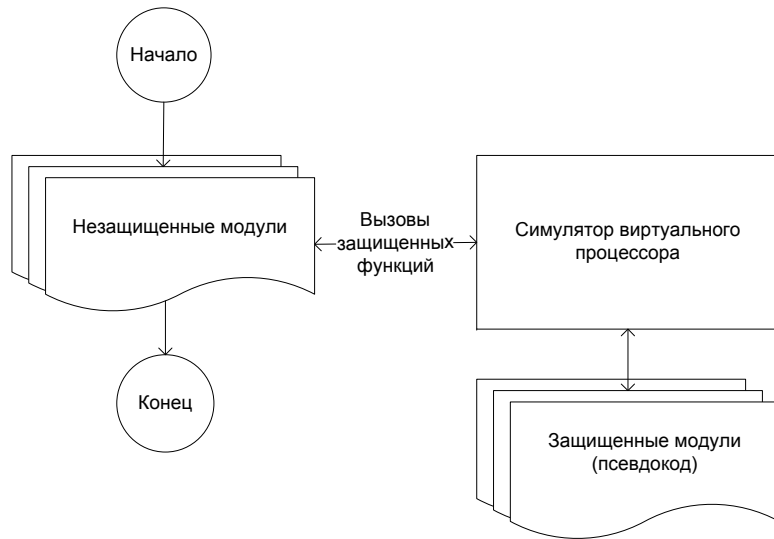 Начало
Незащищенные модули
Вызовы
защищенных
функций
Симулятор виртуального
процессора
Конец
Защищенные модули
(псевдокод)